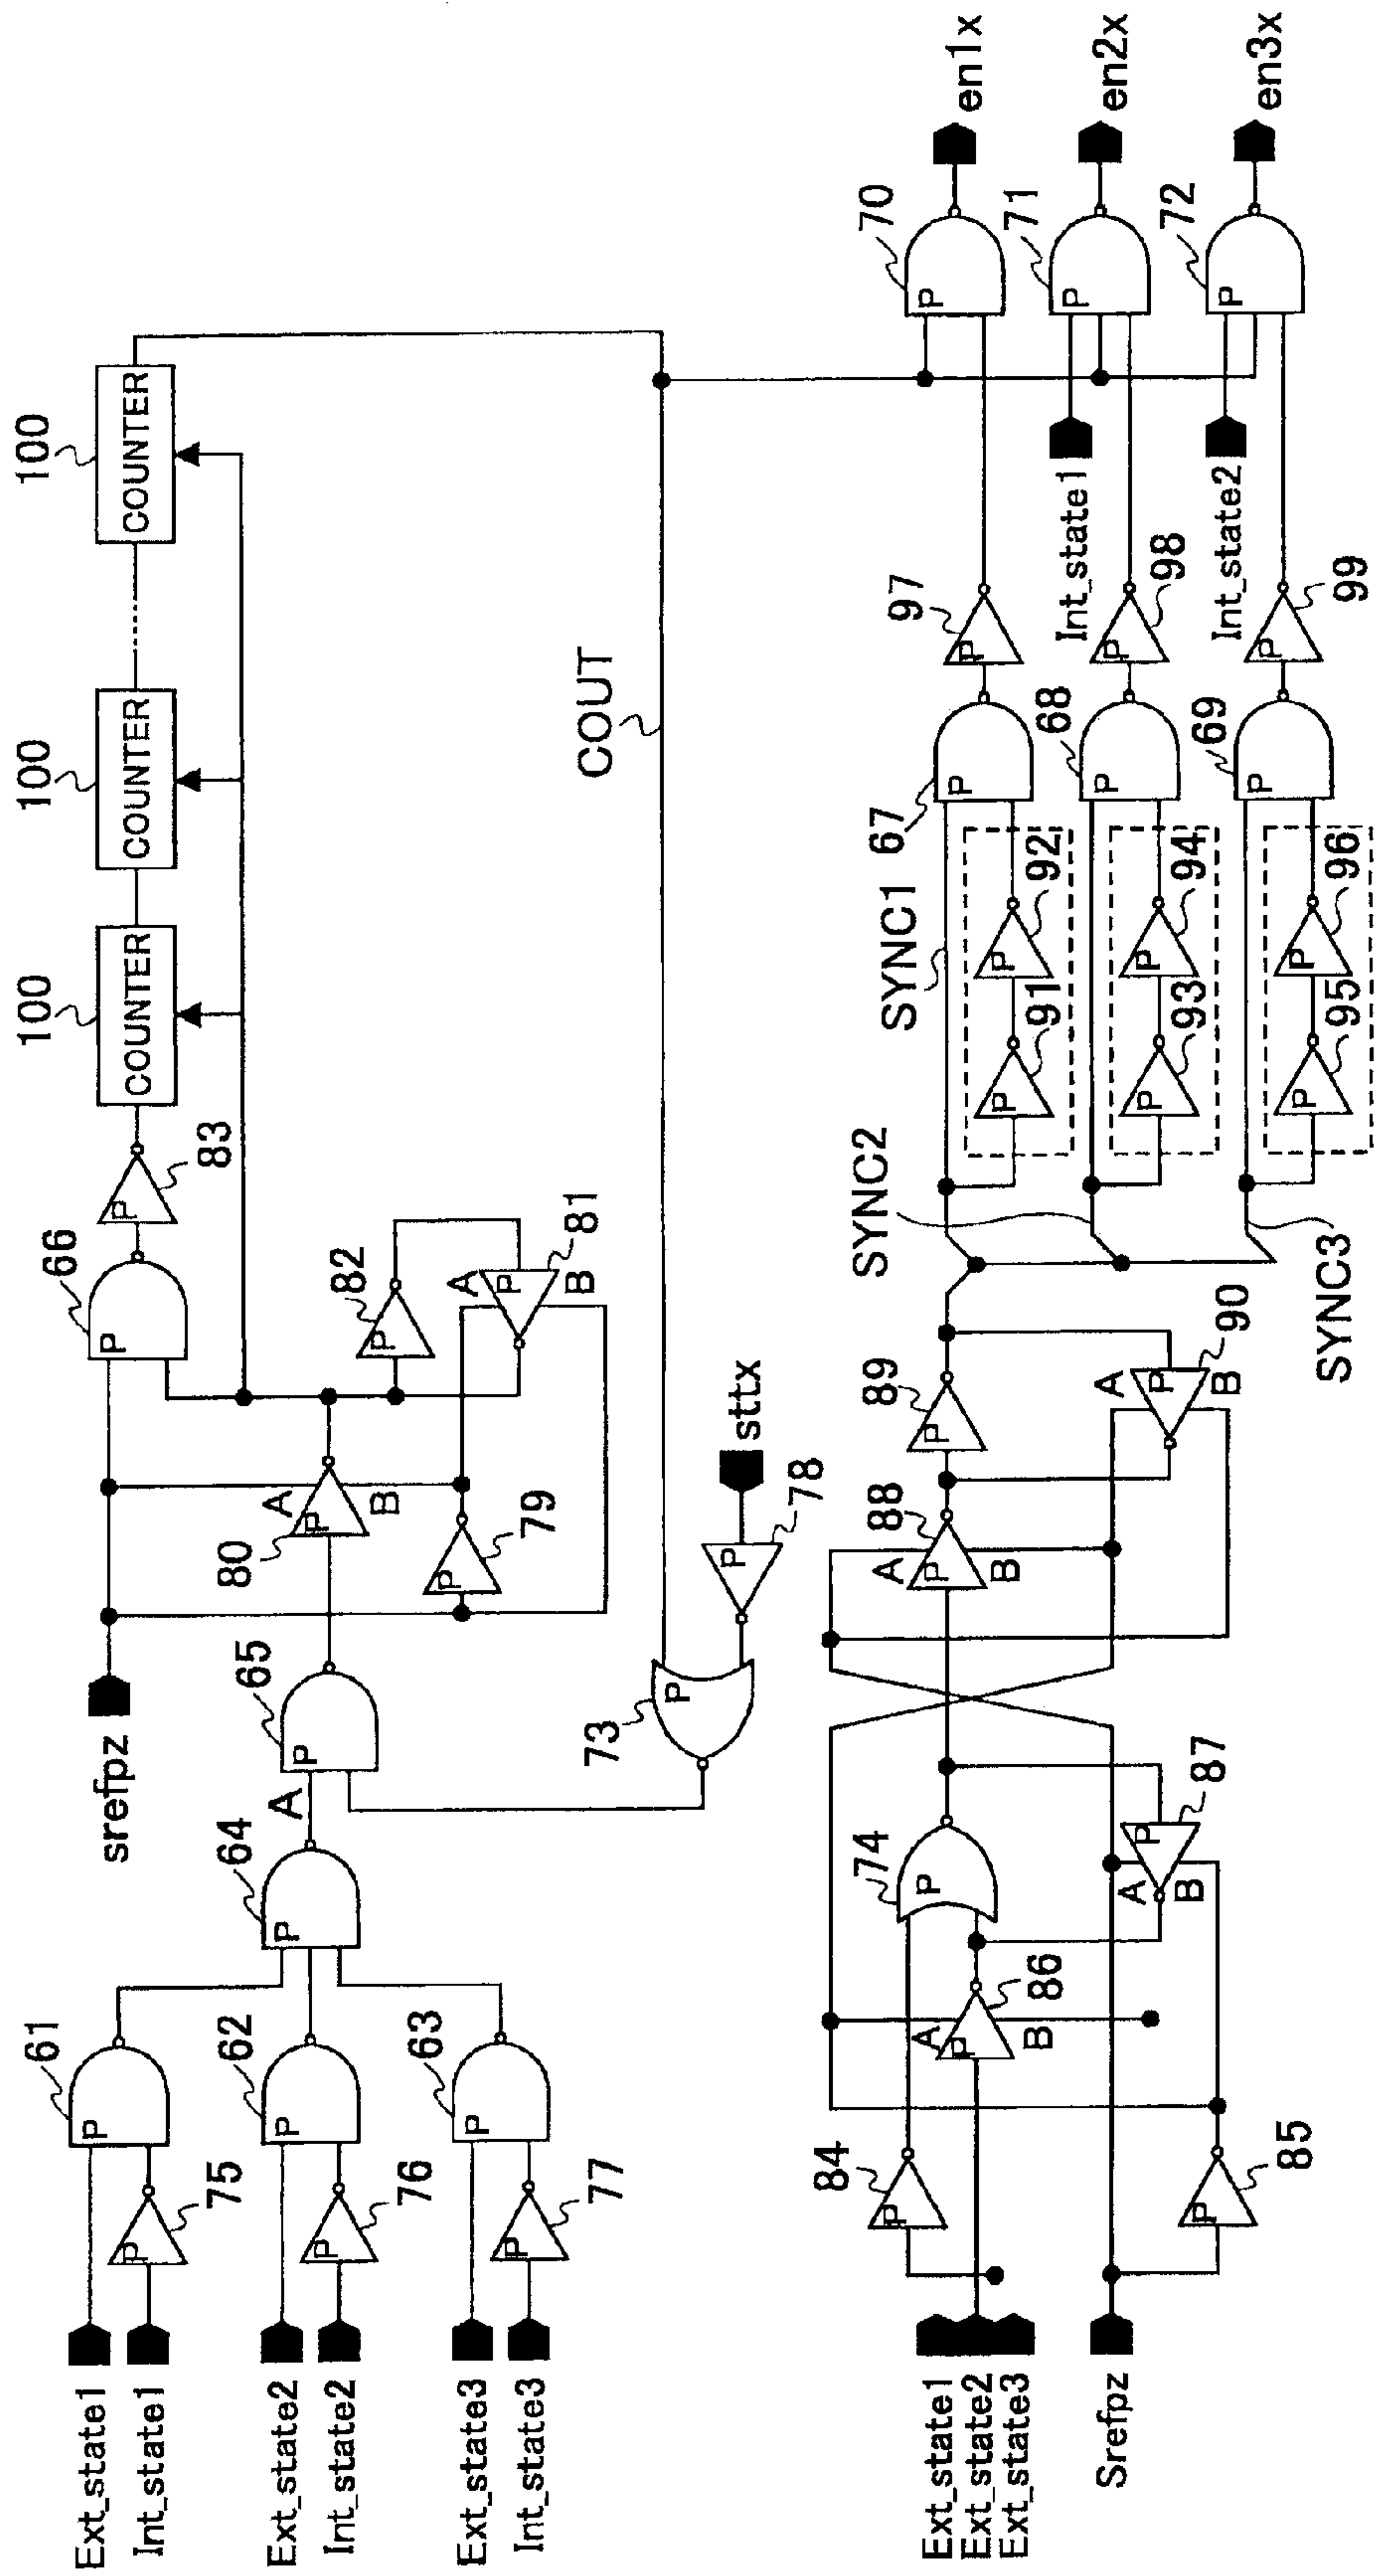 Ext_state1
Int_state1
75
P
61
P
Ext_state2
Int_state2
76
P
62
P
Ext_state3
Int_state3
77
P
63
P
64
P
A
65
P
srefpz
80
P
A
B
79
P
66
P
83
P
82
P
81
A
P
B
100
COUNTER
100
COUNTER
100
COUNTER
73
P
sttx
78
P
COUT
Ext_state1
Ext_state2
Ext_state3
Srefpz
84
P
85
P
86
A
P
B
74
P
87
P
A
B
88
A
P
B
89
P
90
A
P
B
SYNC1
SYNC2
SYNC3
91
P
92
P
67
P
93
P
94
P
68
P
95
P
96
P
69
P
97
P
98
P
99
P
Int_state1
Int_state2
70
P
en1x
71
P
en2x
72
P
en3x